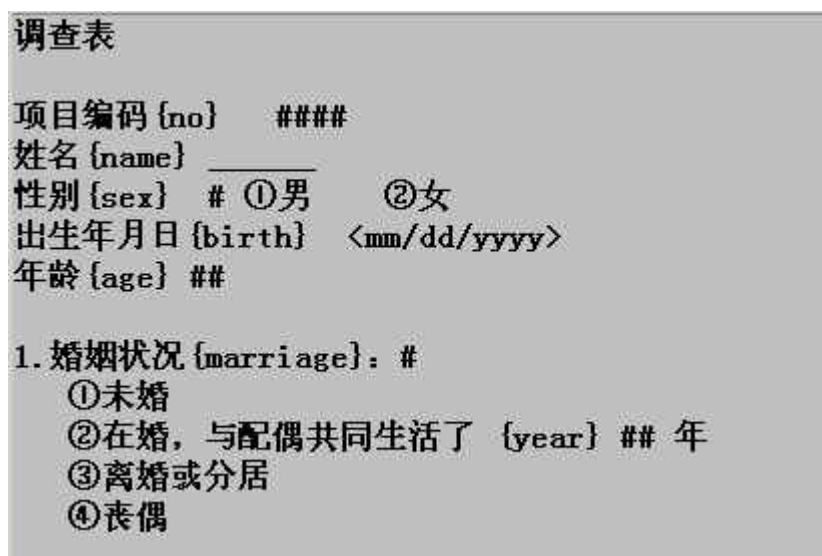 调查表
项目编码{no} ####
姓名{name} ______
性别{sex} # ①男 ②女
出生年月日{birth} <mm/dd/yyyy>
年龄{age} ##
1.婚姻状况{marriage}：#
①未婚
②在婚，与配偶共同生活了 {year} ## 年
③离婚或分居
④丧偶